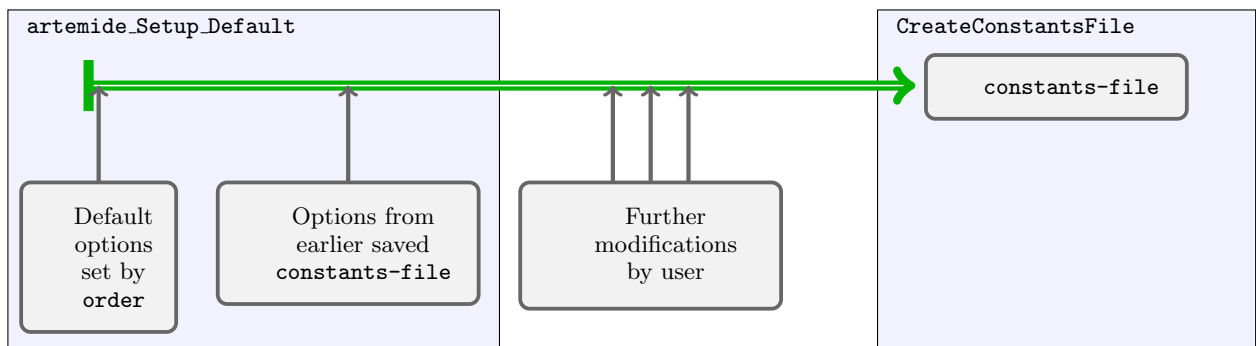 artemide_Setup_Default
CreateConstantsFile
constants-file
Default
options
set by
order
Options from
earlier saved
constants-file
Further
modifications
by user